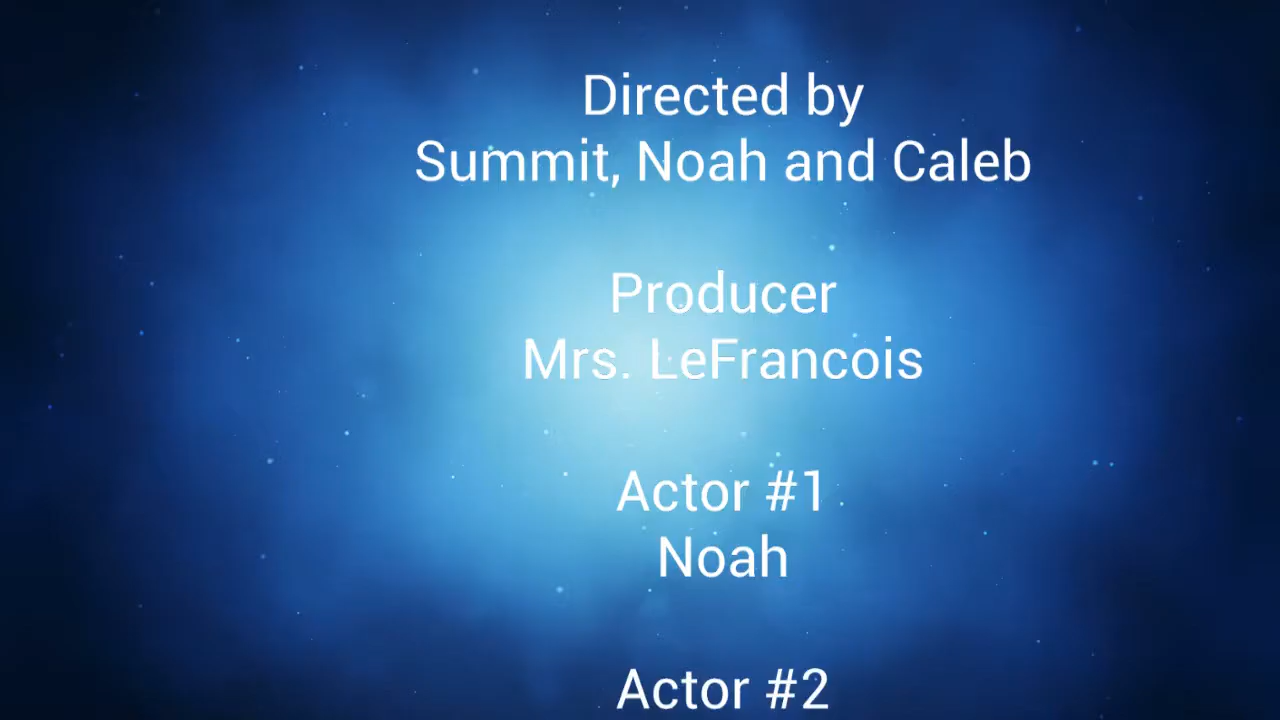 Directed by
Summit, Noah and Caleb
Producer
Mrs. LeFrancois
Actor #1
Noah
Actor #2